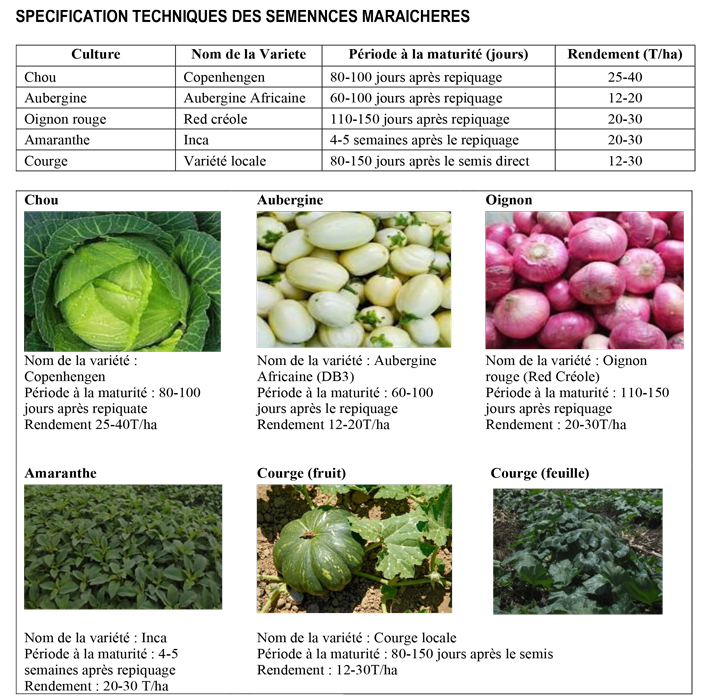 SPECIFICATION TECHNIQUES DES SEMENNCES MARAICHERES
Culture Nom de la Variete Période à la maturité (jours) Rendement (T/ha)
Chou Copenhengen 80-100 jours après repiquage 25-40
Aubergine Aubergine Africaine 60-100 jours après repiquage 12-20
Oignon rouge Red créole 110-150 jours après repiquage 20-30
Amaranthe Inca 4-5 semaines après le repiquage 20-30
Courge Variété locale 80-150 jours après le semis direct 12-30
Chou
Nom de la variété :
Copenhengen
Période à la maturité : 80-100
jours après repiquate
Rendement 25-40T/ha
Aubergine
Nom de la variété : Aubergine
Africaine (DB3)
Période à la maturité : 60-100
jours après le repiquage
Rendement 12-20T/ha
Oignon
Nom de la variété : Oignon
rouge (Red Créole)
Période à la maturité : 110-150
jours après repiquage
Rendement : 20-30T/ha
Amaranthe
Nom de la variété : Inca
Période à la maturité : 4-5
semaines après repiquage
Rendement : 20-30 T/ha
Courge (fruit)
Courge (feuille)
Nom de la variété : Courge locale
Période à la maturité : 80-150 jours après le semis
Rendement : 12-30T/ha